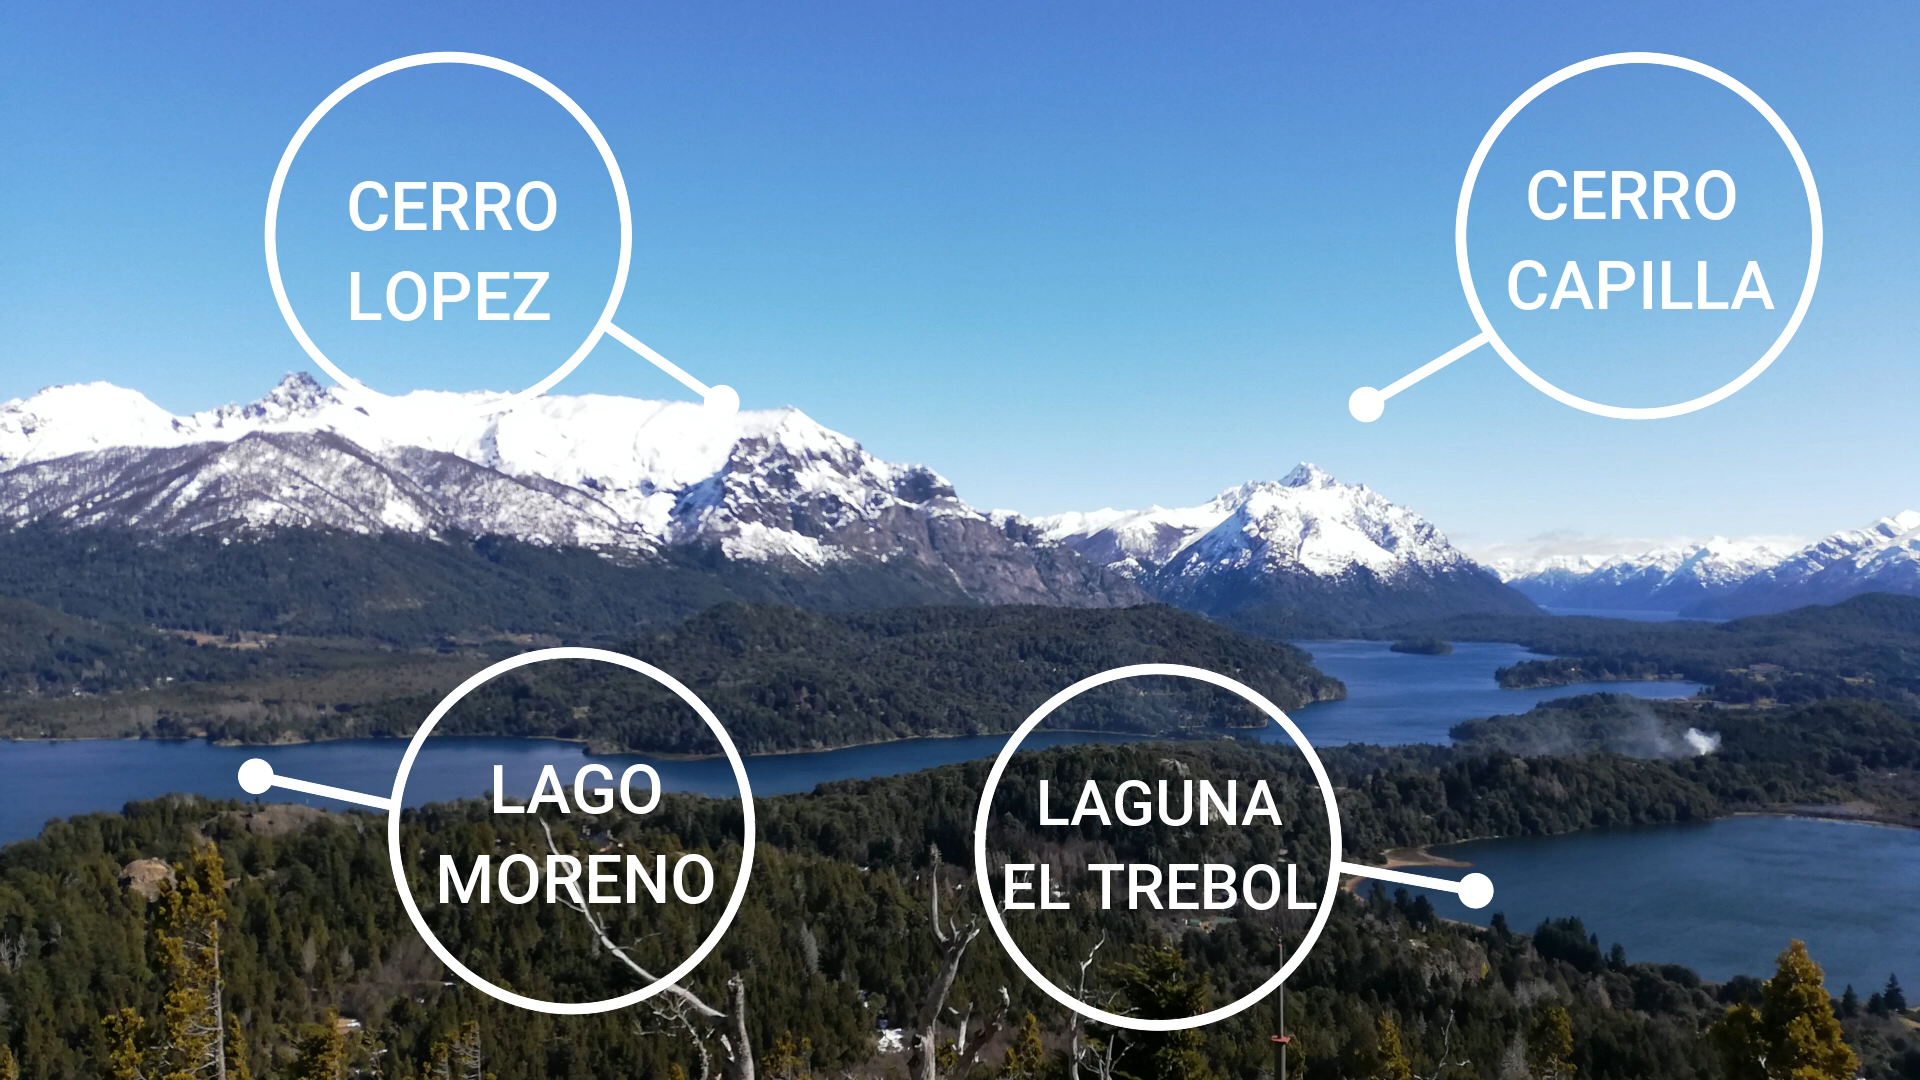 CERRO
LOPEZ
CERRO
CAPILLA
LAGO
MORENO
LAGUNA
EL TREBOL